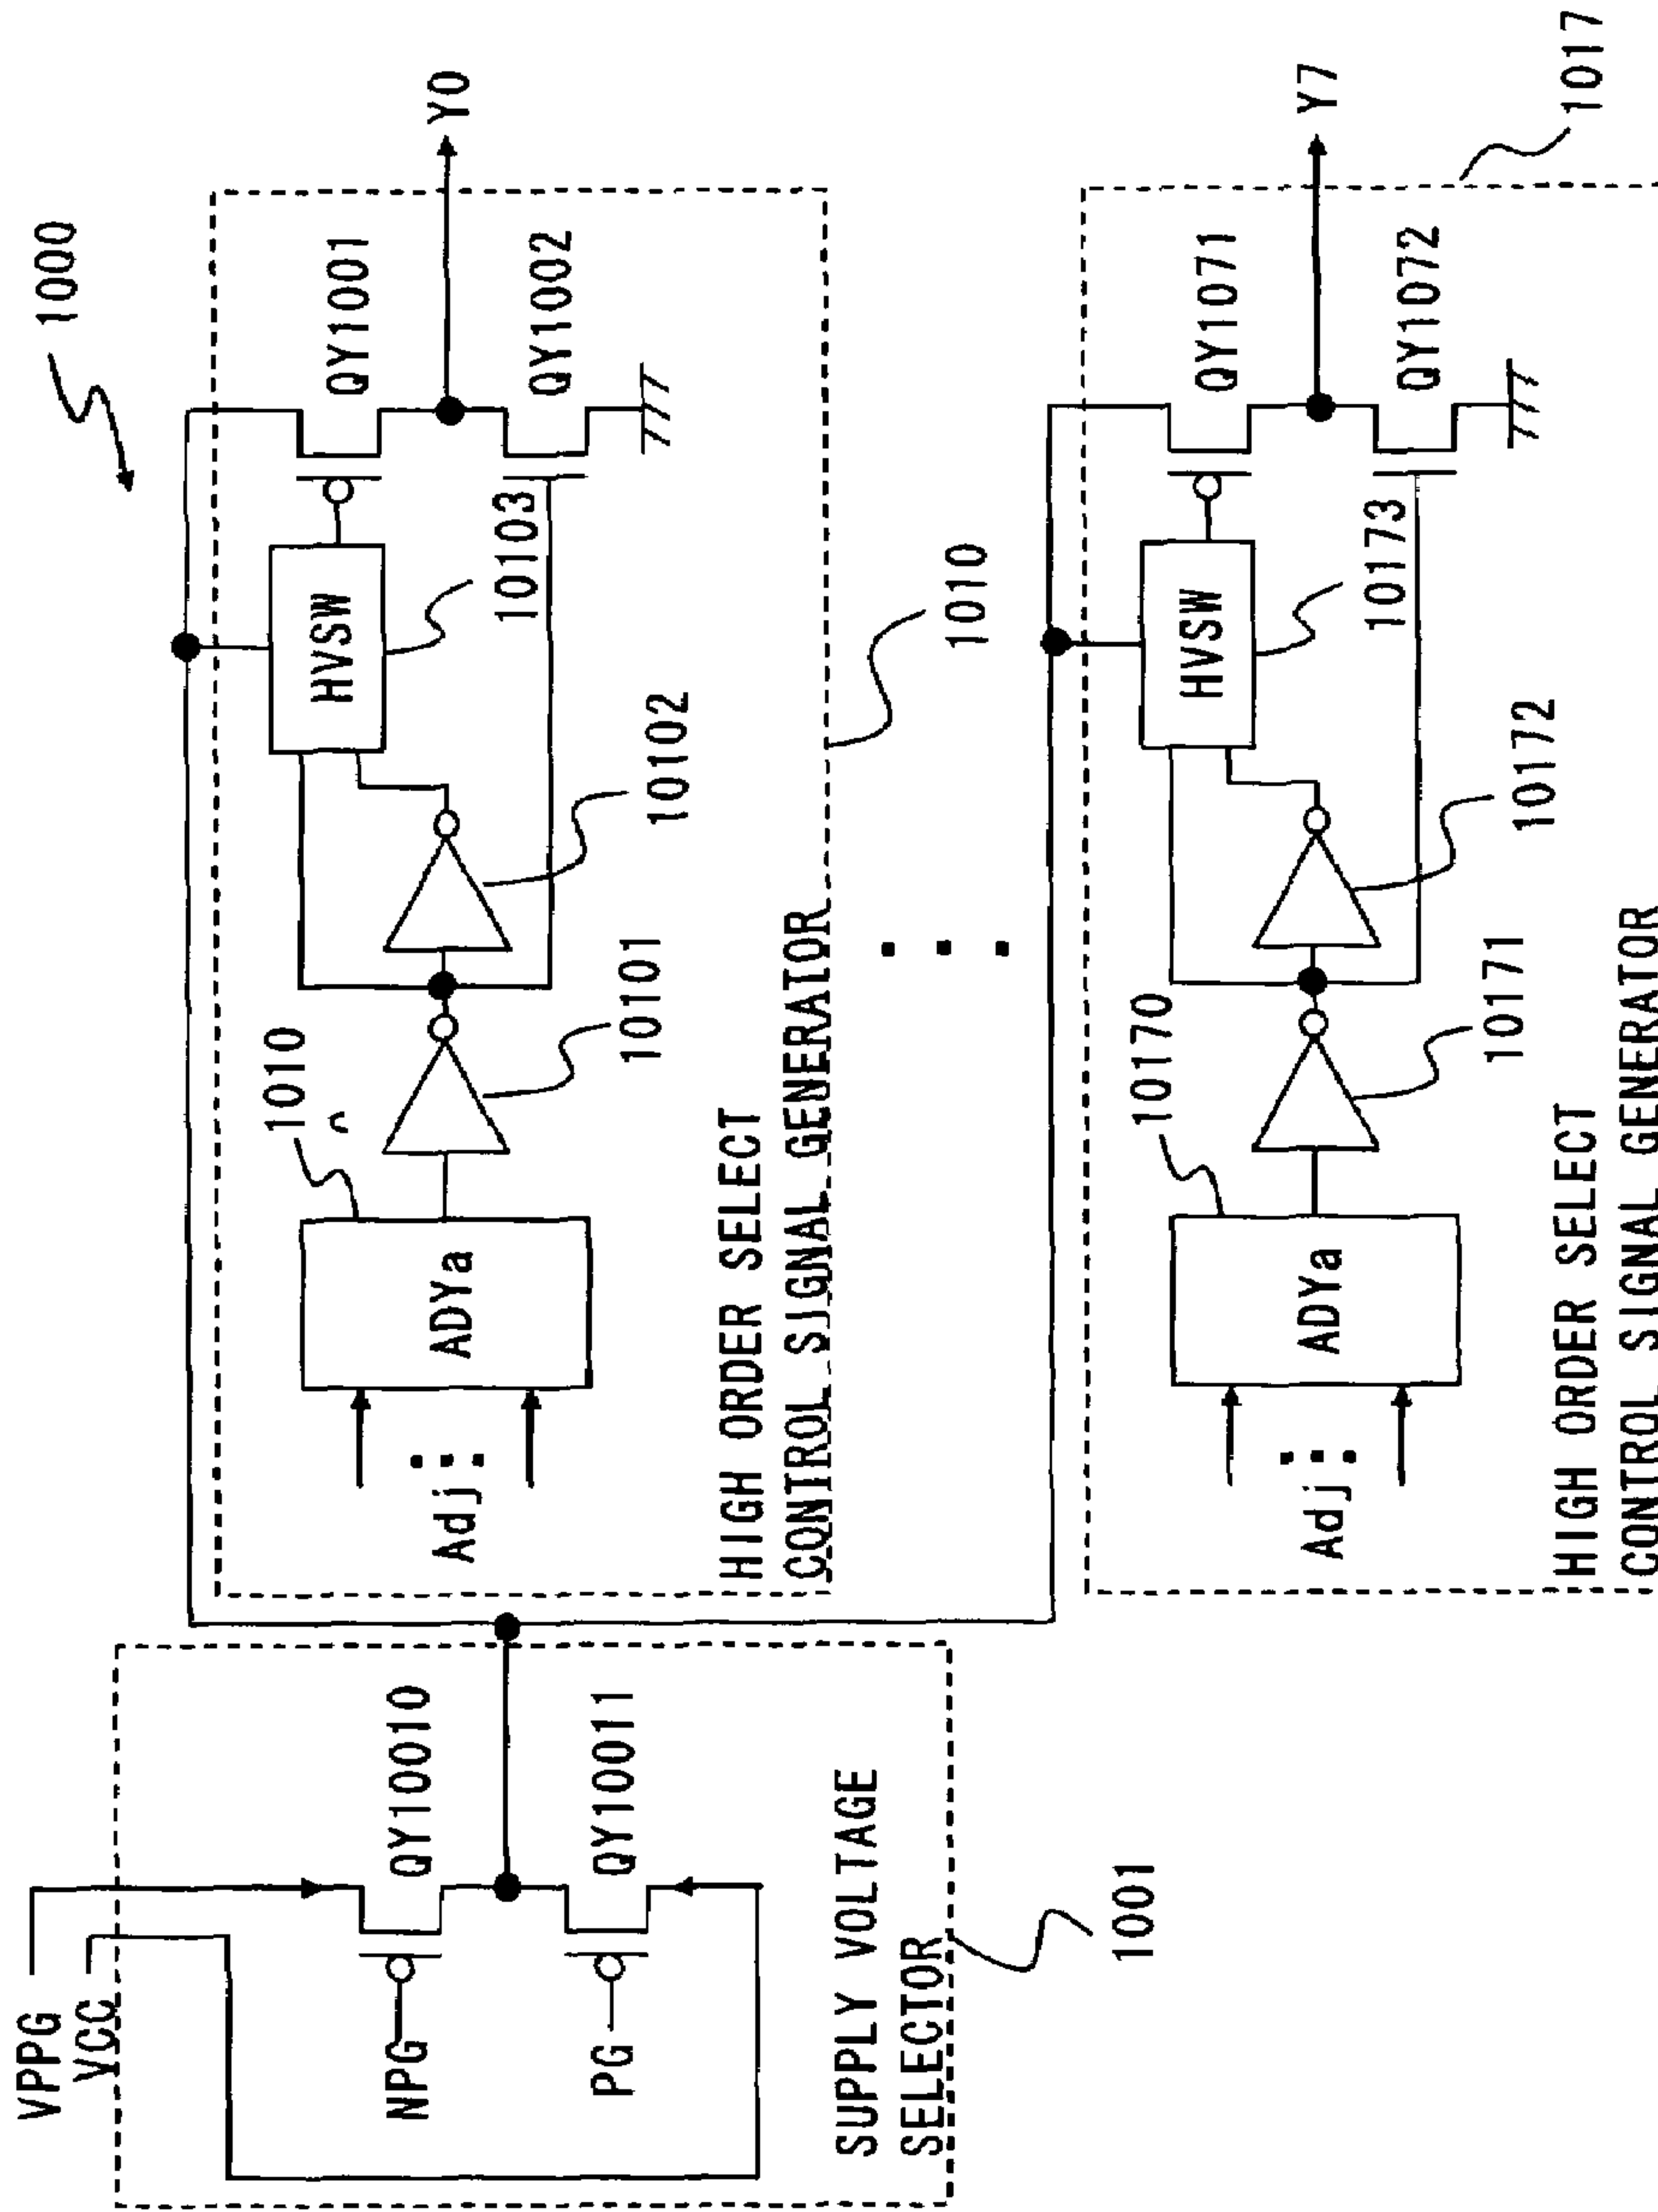 1000
VPPG
VCC
NPG
QY10010
PG
QY10011
SUPPLY VOLTAGE
SELECTOR
1001
Adj
ADYa
1010
10101
10102
HVSW
10103
QY1001
QY1002
Y0
HIGH ORDER SELECT
CONTROL SIGNAL GENERATOR
1010
Adj
ADYa
10170
10171
10172
HVSW
10173
QY1071
QY1072
Y7
HIGH ORDER SELECT
CONTROL SIGNAL GENERATOR
1017